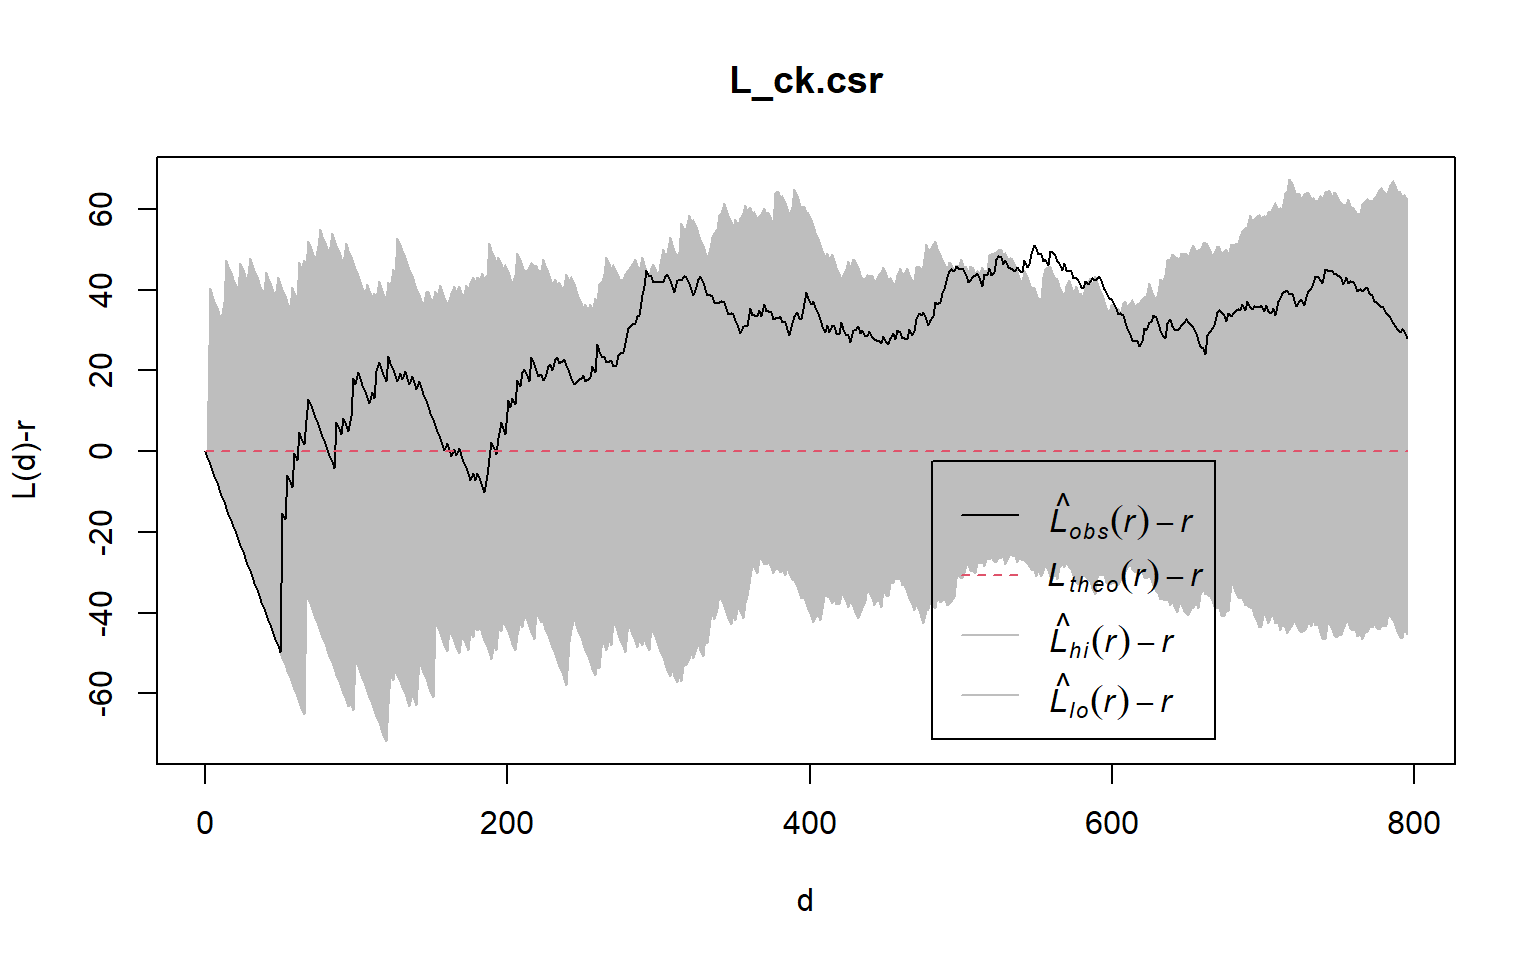 L_ck.csr
L(d)-r
60
40
20
0
-20
-40
-60
L̂obs(r) − r
Ltheo(r) − r
L̂hi(r) − r
L̂lo(r) − r
0 200 400 600 800
d